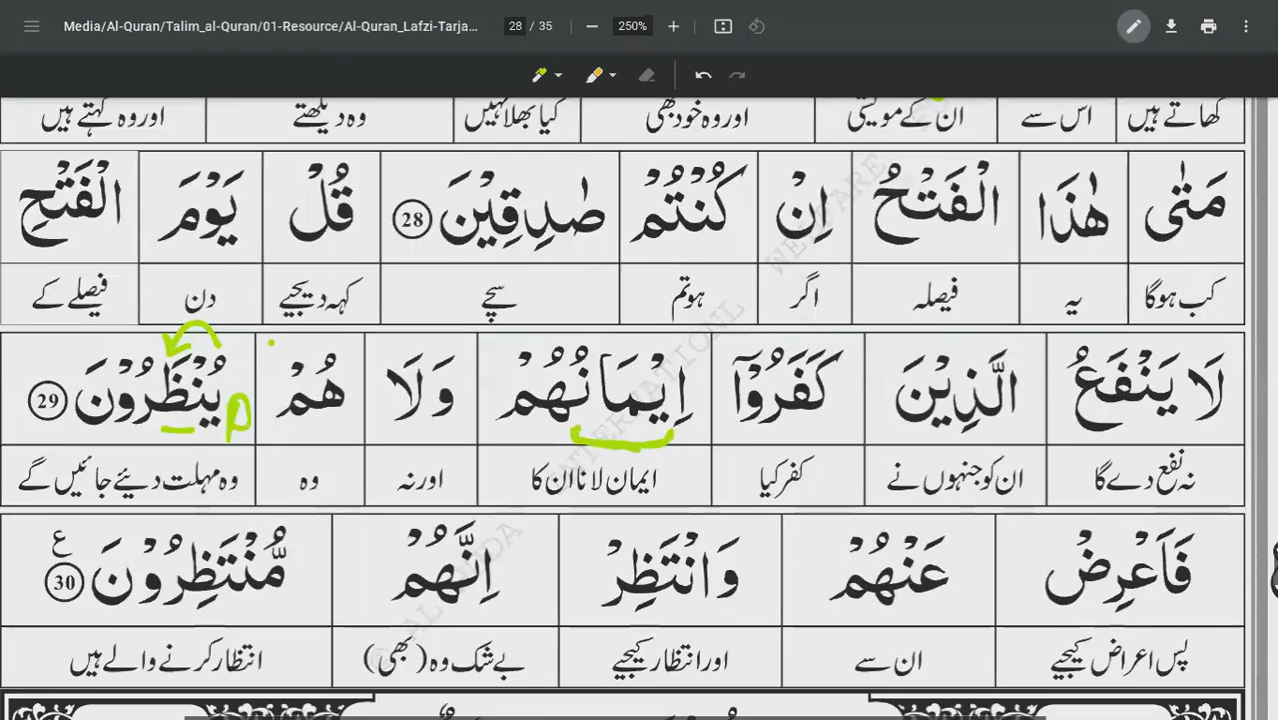 Media/Al-Quran/Talim_al-Quran/01-Resource/Al-Quran_Lafzi-Tarja... 28 / 35 250%
کھاتے ہیں اس سے ان کے مویشی اور وہ خود بھی کیا بھلا نہیں وہ دیکھتے اور وہ کہتے ہیں
مَتٰى هٰذَا الْفَتْحُ اِنْ كُنْتُمْ صٰدِقِيْنَ 28 قُلْ يَوْمَ الْفَتْحِ
کب ہوگا یہ فیصلہ اگر ہو تم سچے کہہ دیجیے دن فیصلے کے
لَا يَنْفَعُ الَّذِيْنَ كَفَرُوْٓا اِيْمَانُهُمْ وَلَا هُمْ يُنْظَرُوْنَ 29
نہ نفع دے گا ان کو جنہوں نے کفر کیا ایمان لانا ان کا اور نہ وہ وہ مہلت دیئے جائیں گے
فَاَعْرِضْ عَنْهُمْ وَانْتَظِرْ اِنَّهُمْ مُّنْتَظِرُوْنَ ع 30
پس اعراض کیجیے ان سے اور انتظار کیجیے بے شک وہ (بھی) انتظار کرنے والے ہیں